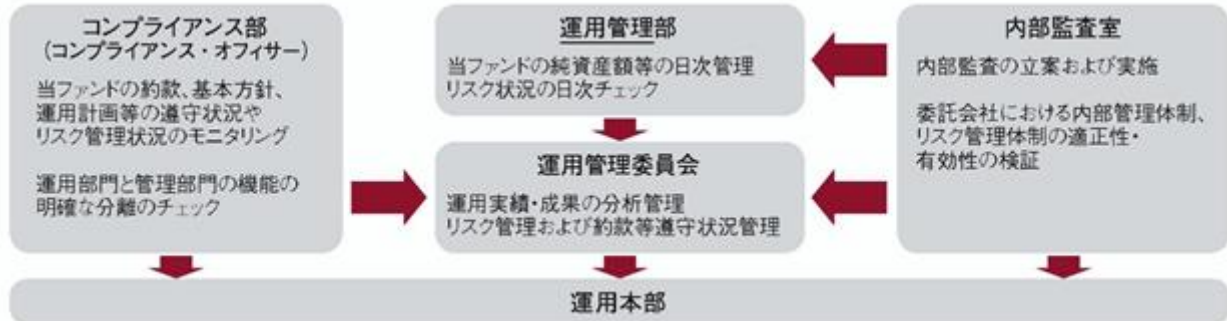 コンプライアンス部
(コンプライアンス・オフィサー)
当ファンドの約款、基本方針、
運用計画等の遵守状況や
リスク管理状況のモニタリング
運用部門と管理部門の機能の
明確な分離のチェック
運用管理部
当ファンドの純資産額等の日次管理
リスク状況の日次チェック
運用管理委員会
運用実績・成果の分析管理
リスク管理および約款等遵守状況管理
内部監査室
内部監査の立案および実施
委託会社における内部管理体制、
リスク管理体制の適正性・
有効性の検証
運用本部